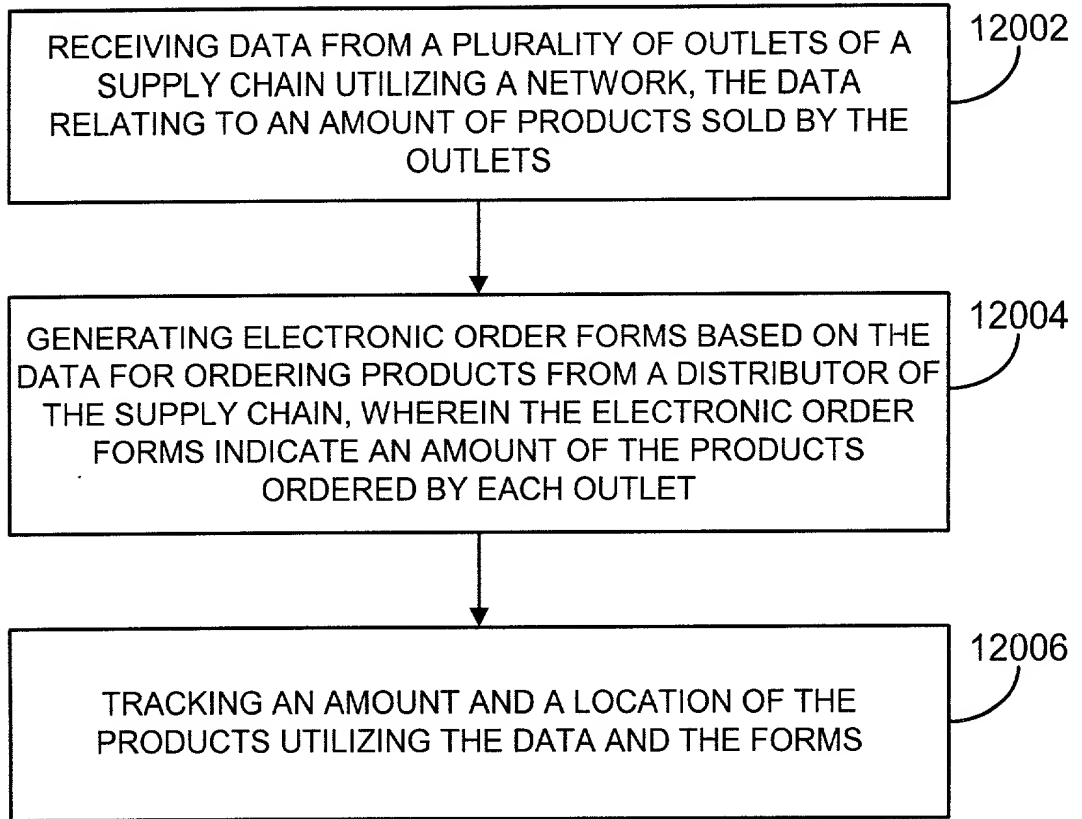 RECEIVING DATA FROM A PLURALITY OF OUTLETS OF A
SUPPLY CHAIN UTILIZING A NETWORK, THE DATA
RELATING TO AN AMOUNT OF PRODUCTS SOLD BY THE
OUTLETS
12002
GENERATING ELECTRONIC ORDER FORMS BASED ON THE
DATA FOR ORDERING PRODUCTS FROM A DISTRIBUTOR OF
THE SUPPLY CHAIN, WHEREIN THE ELECTRONIC ORDER
FORMS INDICATE AN AMOUNT OF THE PRODUCTS
ORDERED BY EACH OUTLET
12004
TRACKING AN AMOUNT AND A LOCATION OF THE
PRODUCTS UTILIZING THE DATA AND THE FORMS
12006